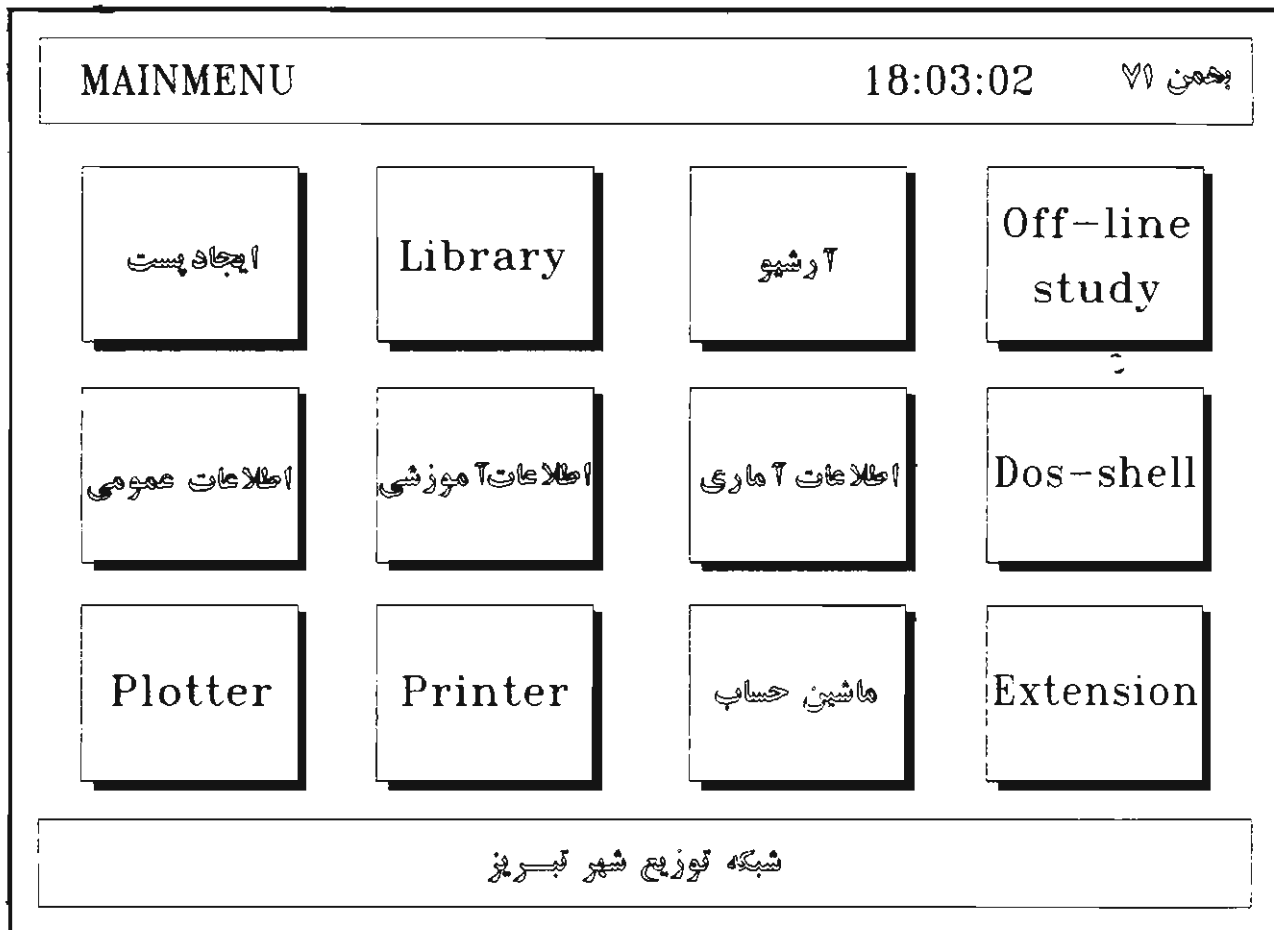 MAINMENU 18:03:02 بهمن ۷۱
ایجاد پست
Library
آرشیو
Off-line
study
اطلاعات عمومی
اطلاعات آموزشی
اطلاعات آماری
Dos-shell
Plotter
Printer
ماشین حساب
Extension
شبکه توزیع شهر تبریز